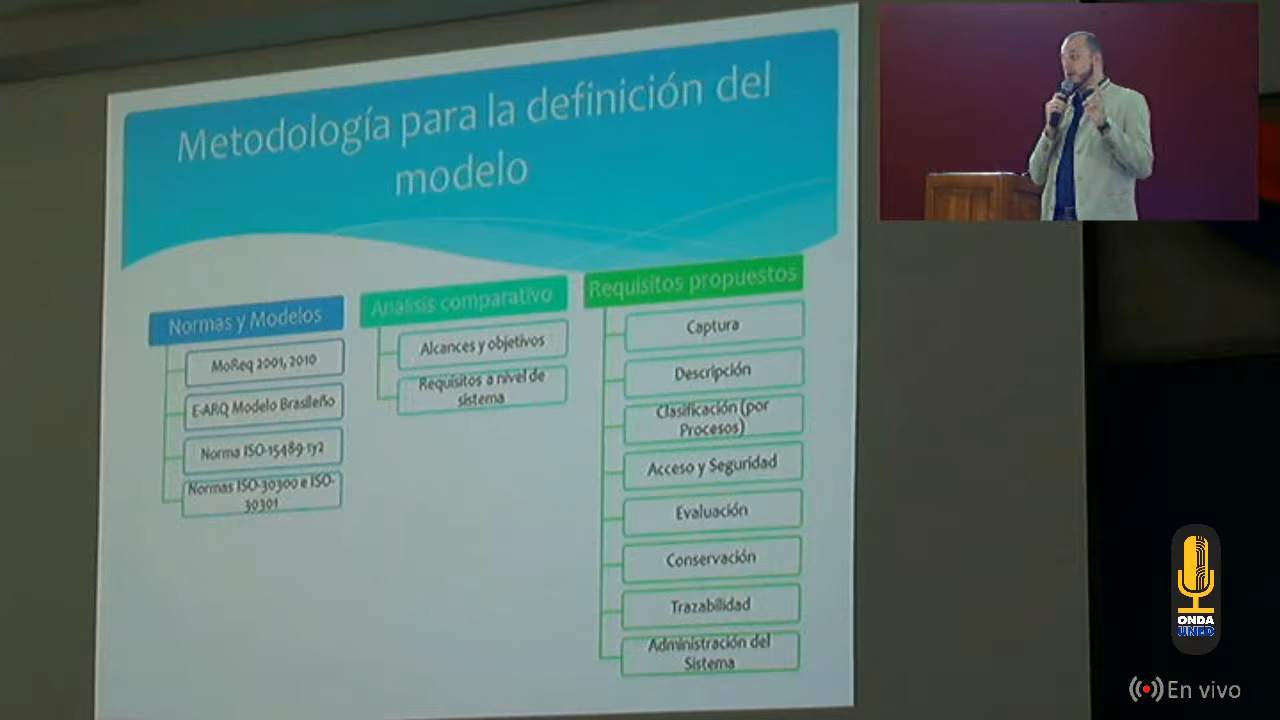 Metodología para la definición del
modelo
Normas y Modelos
MoReq 2001, 2010
E-ARQ Modelo Brasileño
Norma ISO-15489-1y2
Normas ISO-30300 e ISO-
30301
Análisis comparativo
Alcances y objetivos
Requisitos a nivel de
sistema
Requisitos propuestos
Captura
Descripción
Clasificación (por
Procesos)
Acceso y Seguridad
Evaluación
Conservación
Trazabilidad
Administración del
Sistema
ONDA
UNED
En vivo